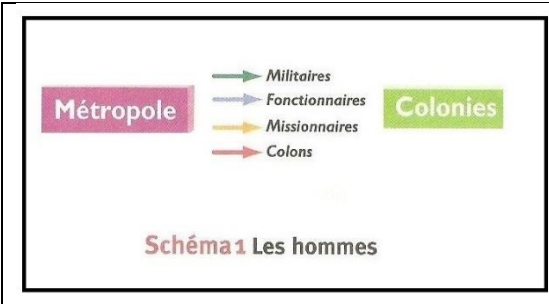 Militaires
Métropole
Fonctionnaires
Colonies
Missionnaires
Colons
Schéma 1 Les hommes